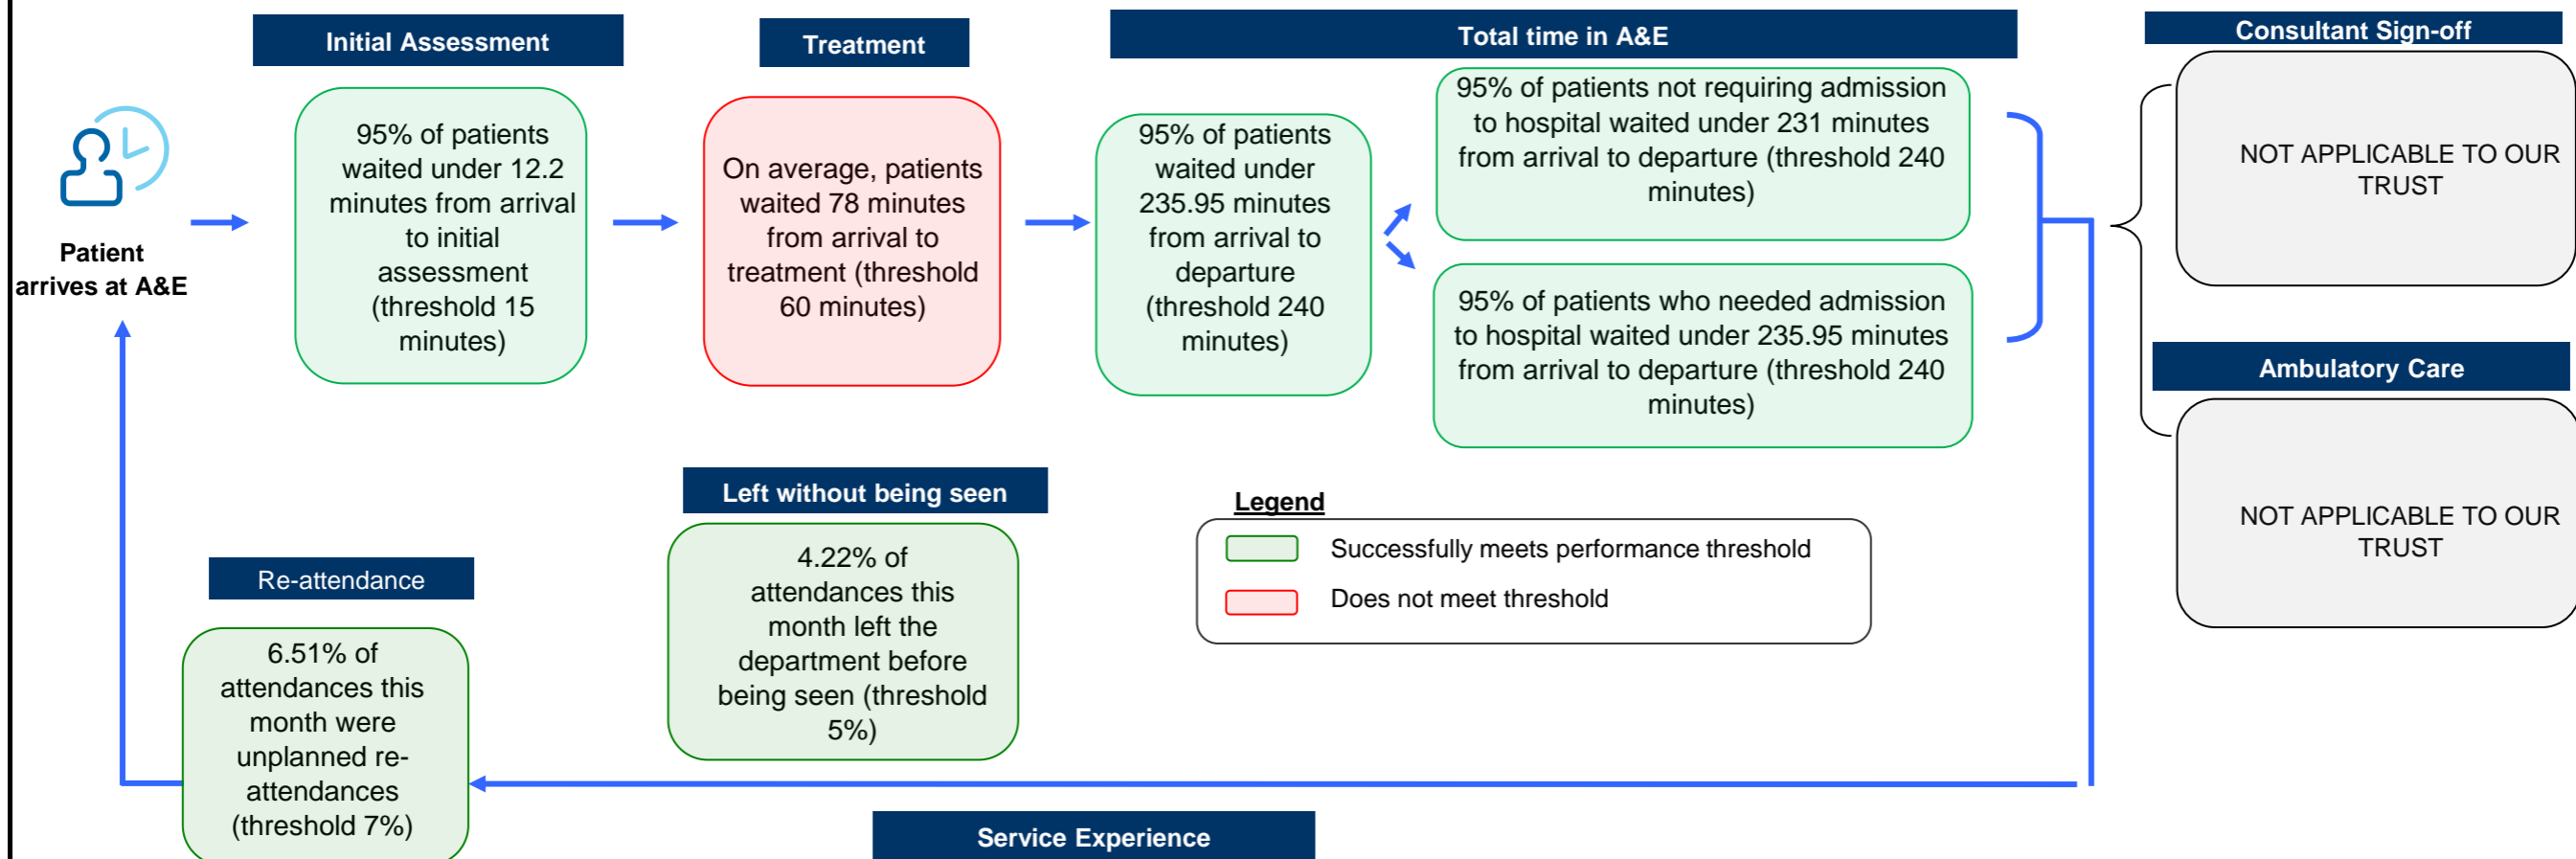 Initial Assessment
Treatment
Total time in A&E
Consultant Sign-off
Patient
arrives at A&E
95% of patients
waited under 12.2
minutes from arrival
to initial
assessment
(threshold 15
minutes)
On average, patients
waited 78 minutes
from arrival to
treatment (threshold
60 minutes)
95% of patients
waited under
235.95 minutes
from arrival to
departure
(threshold 240
minutes)
95% of patients not requiring admission
to hospital waited under 231 minutes
from arrival to departure (threshold 240
minutes)
95% of patients who needed admission
to hospital waited under 235.95 minutes
from arrival to departure (threshold 240
minutes)
NOT APPLICABLE TO OUR
TRUST
Ambulatory Care
NOT APPLICABLE TO OUR
TRUST
Left without being seen
4.22% of
attendances this
month left the
department before
being seen (threshold
5%)
Legend
Successfully meets performance threshold
Does not meet threshold
Re-attendance
6.51% of
attendances this
month were
unplanned re-
attendances
(threshold 7%)
Service Experience